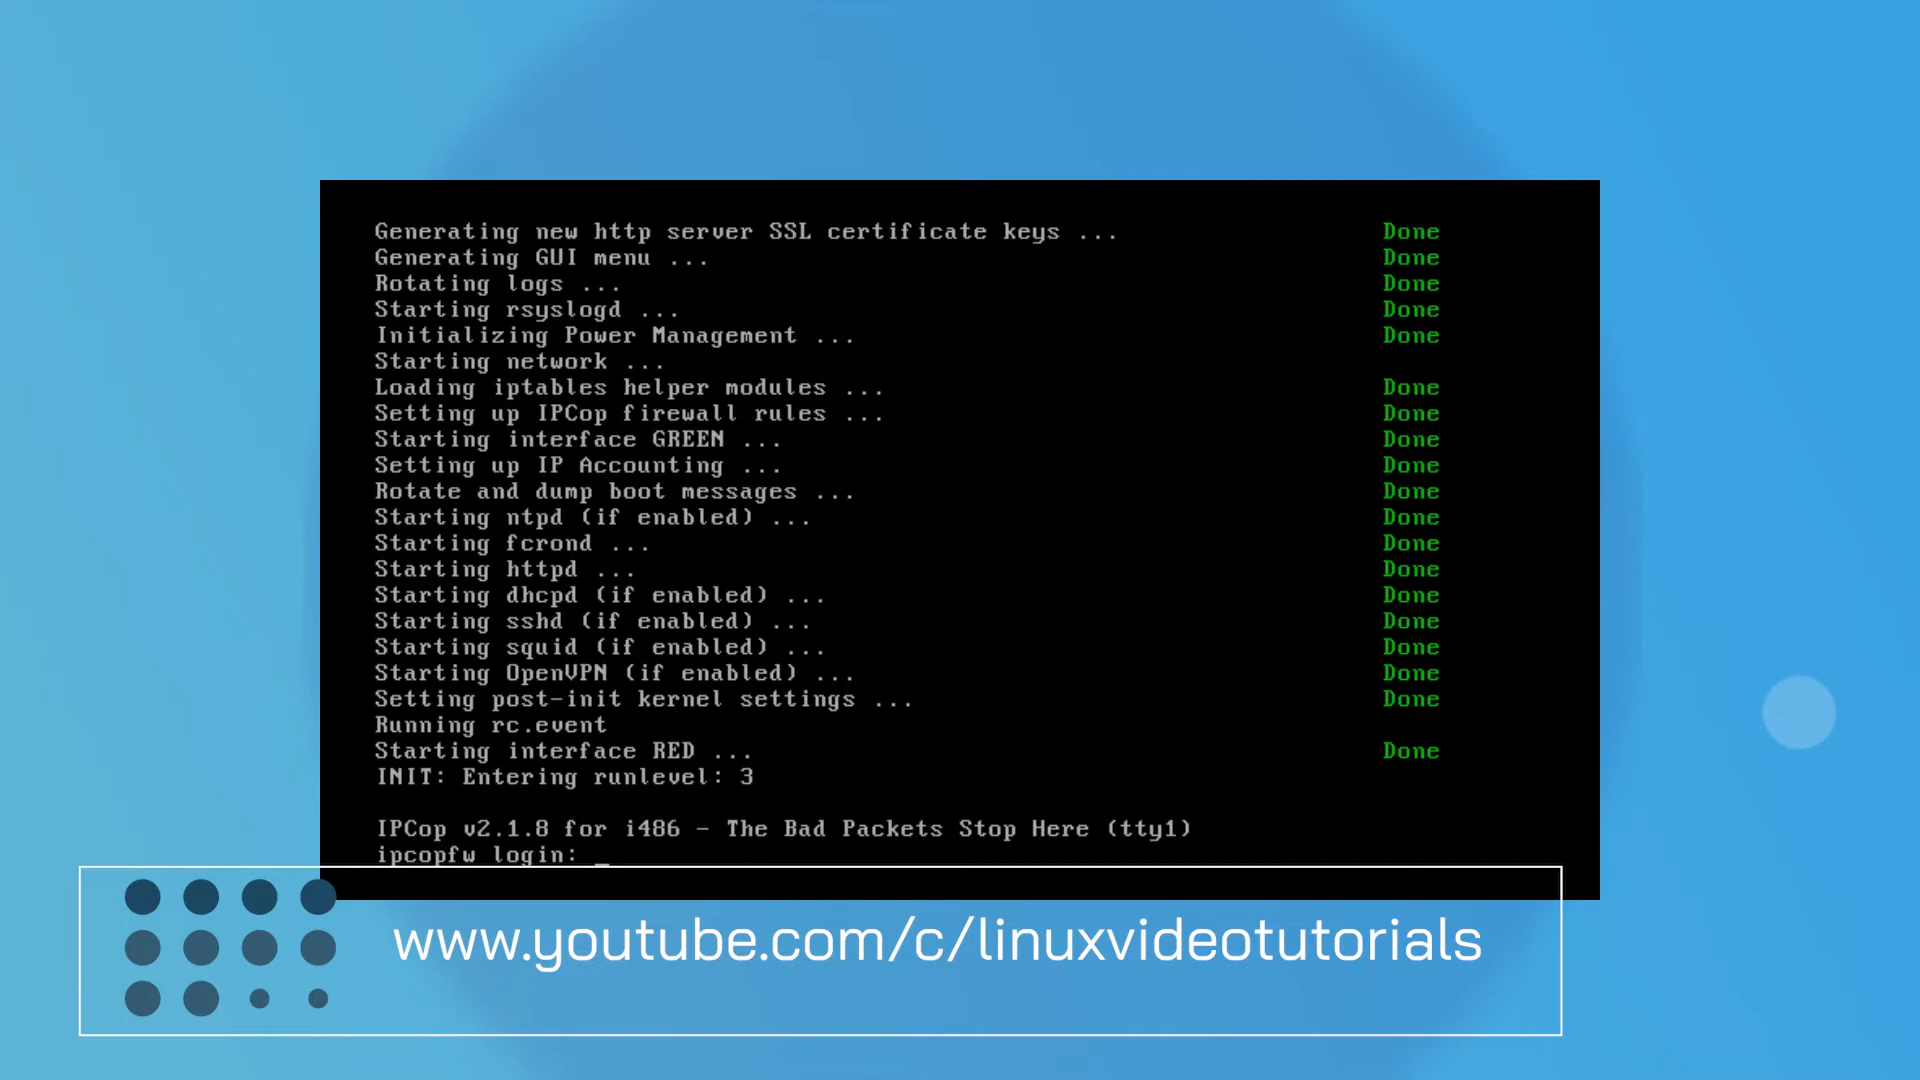 Generating new http server SSL certificate keys ... Done
Generating GUI menu ... Done
Rotating logs ... Done
Starting rsyslogd ... Done
Initializing Power Management ... Done
Starting network ...
Loading iptables helper modules ... Done
Setting up IPCop firewall rules ... Done
Starting interface GREEN ... Done
Setting up IP Accounting ... Done
Rotate and dump boot messages ... Done
Starting ntpd (if enabled) ... Done
Starting fcrond ... Done
Starting httpd ... Done
Starting dhcpd (if enabled) ... Done
Starting sshd (if enabled) ... Done
Starting squid (if enabled) ... Done
Starting OpenVPN (if enabled) ... Done
Setting post-init kernel settings ... Done
Running rc.event
Starting interface RED ... Done
INIT: Entering runlevel: 3
IPCop v2.1.8 for i486 - The Bad Packets Stop Here (tty1)
ipcopfw login: _
www.youtube.com/c/linuxvideotutorials